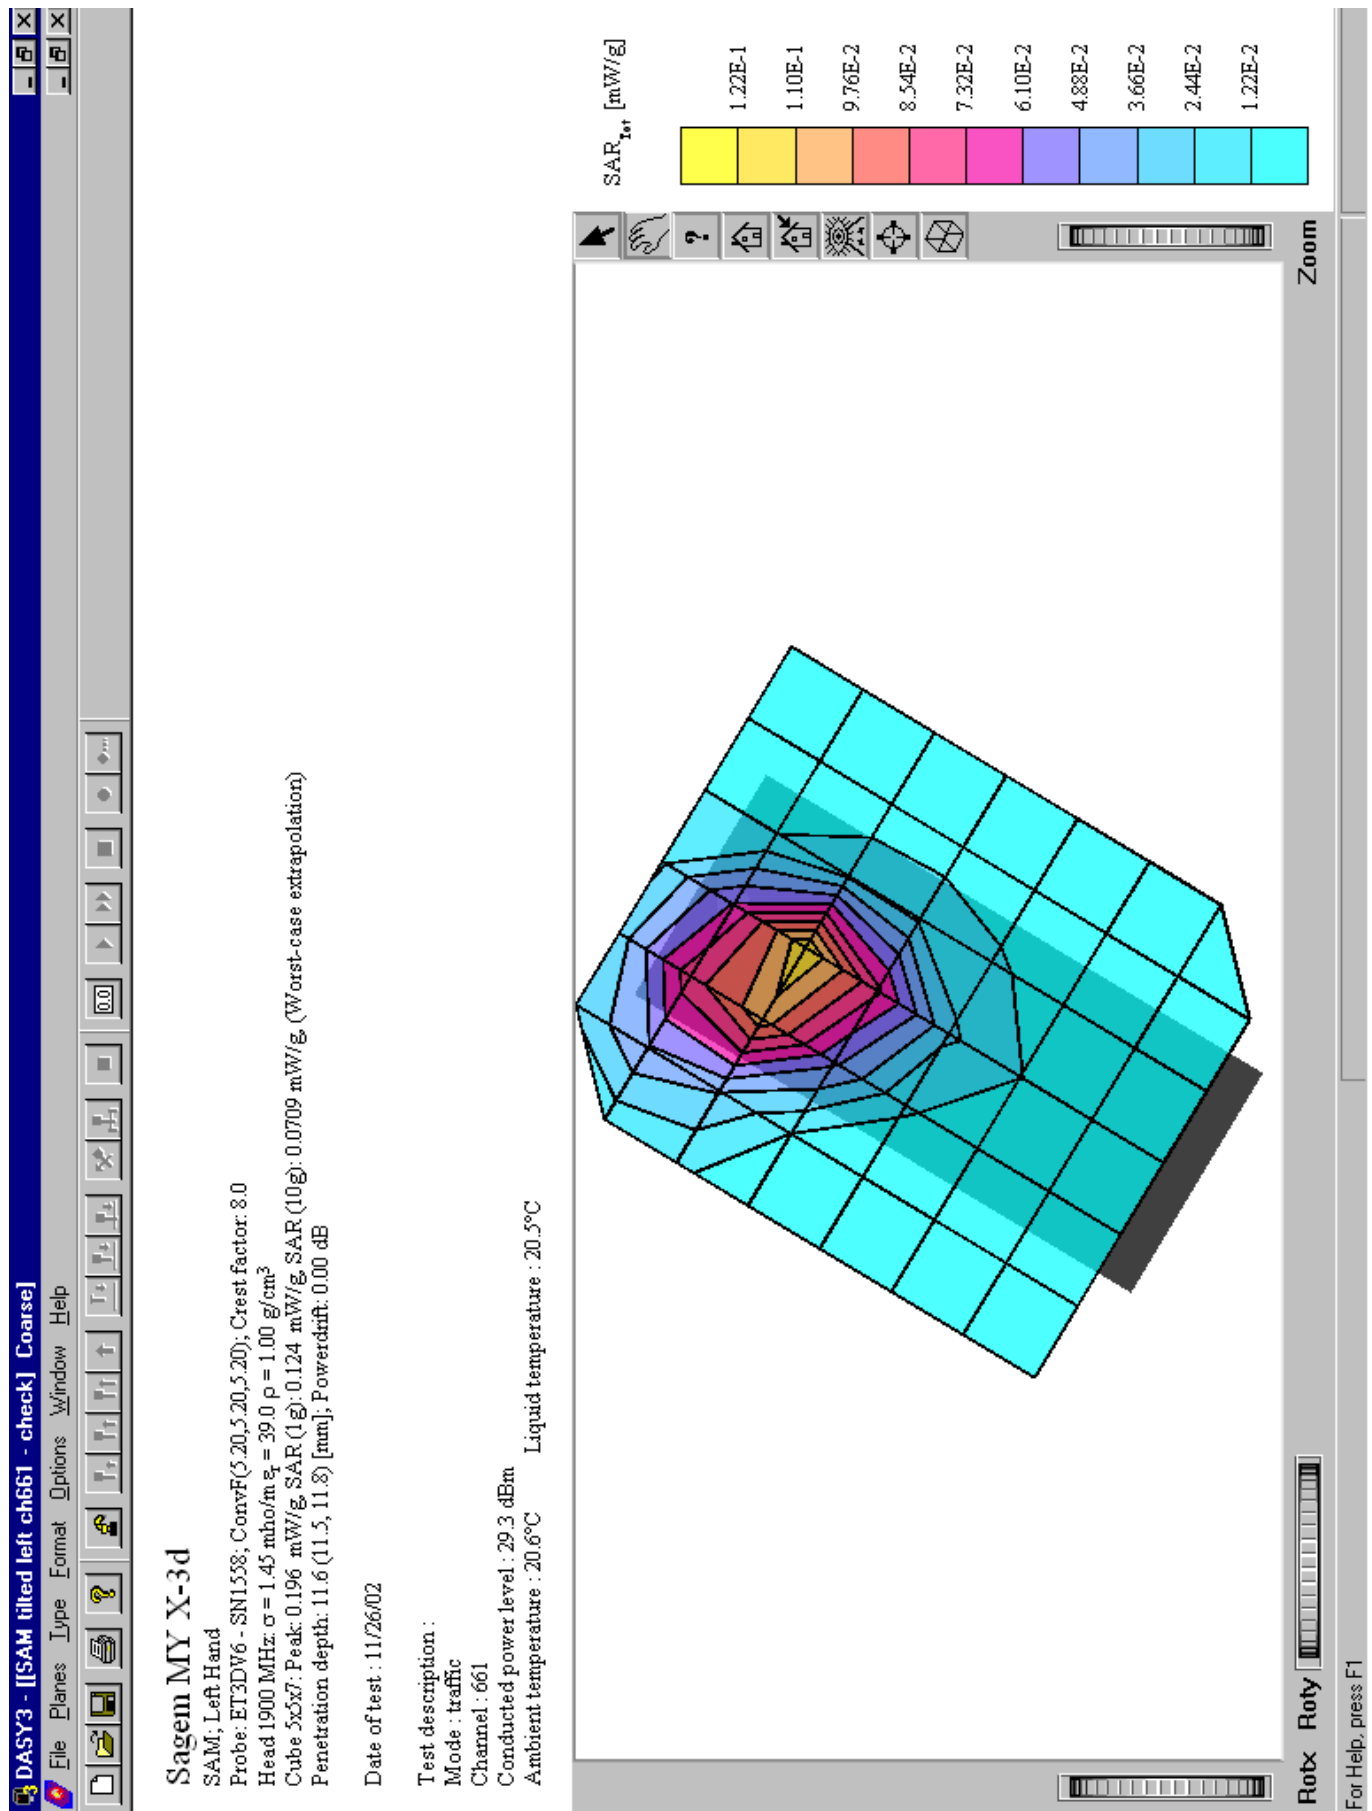 DASY3 - [[SAM tilted left ch661 - check]  Coarse]
File  Planes  Type  Format  Options  Window  Help
Sagem MY X-3d
SAM; Left Hand
Probe: ET3DV6 - SN1558; ConvF(5.20,5.20,5.20); Crest factor: 8.0
Head 1900 MHz: σ = 1.45 mho/m εr = 39.0 ρ = 1.00 g/cm³
Cube 5x5x7: Peak: 0.196 mW/g, SAR (1g): 0.124 mW/g, SAR (10g): 0.0709 mW/g, (Worst-case extrapolation)
Penetration depth: 11.6 (11.5, 11.8) [mm]; Powerdrift: 0.00 dB
Date of test : 11/26/02
Test description :
Mode : traffic
Channel : 661
Conducted power level : 29.3 dBm
Ambient temperature : 20.6°C    Liquid temperature : 20.5°C
SARTot [mW/g]
1.22E-1
1.10E-1
9.76E-2
8.54E-2
7.32E-2
6.10E-2
4.88E-2
3.66E-2
2.44E-2
1.22E-2
Rotx  Roty  Zoom
For Help, press F1